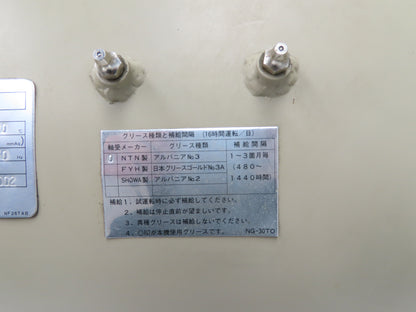 グリース種類と補給間隔 (16時間運転/日)
軸受メーカー グリース種類 補給間隔
O NTN製 アルバニアNo3 1~3箇月毎
FYH製 日本グリースゴールドNo3A (480~
SHOWA製 アルバニアNo2 1440時間)
補給1、試運転時に必ず補給してください。
2、補給は停止直前が望ましいです。
3、異種グリースは補給しないでください。
4、○印が本機使用グリースです。 NG-30TO
℃
mmAq
Hz
002